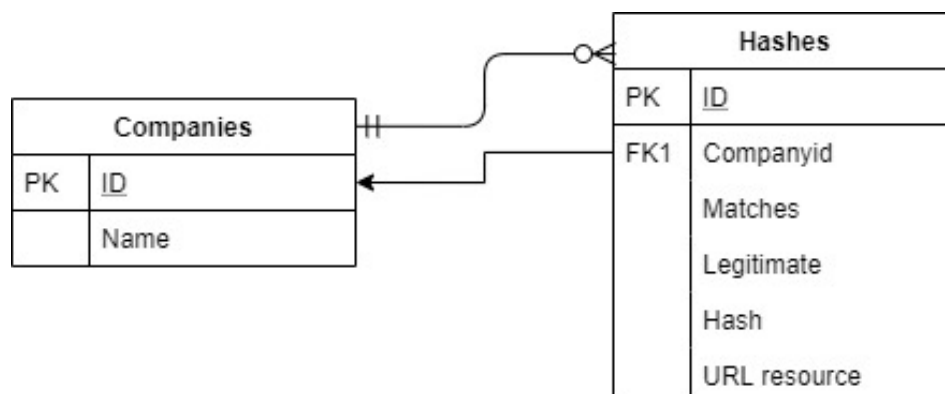 Companies
PK ID
Name
Hashes
PK ID
FK1 Companyid
Matches
Legitimate
Hash
URL resource